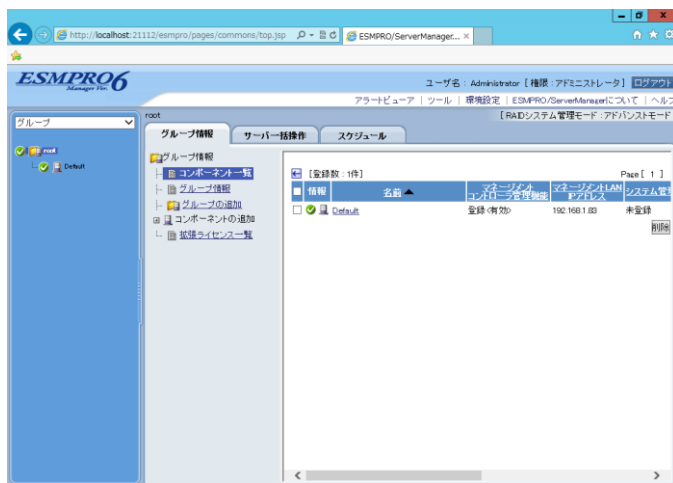 http://localhost:21112/esmpro/pages/commons/top.jsp
ESMPRO/ServerManager...
ESMPRO6
Manager Ver.
ユーザ名 : Administrator [ 権限 : アドミニストレータ ] ログアウト
アラートビューア | ツール | 環境設定 | ESMPRO/ServerManagerについて | ヘルプ
グループ
root
[ RAIDシステム管理モード : アドバンストモード
グループ情報 サーバー一括操作 スケジュール
root
Default
グループ情報
コンポーネント一覧
グループ情報
グループの追加
コンポーネントの追加
拡張ライセンス一覧
[登録数 : 1件] Page [ 1 ]
情報 名前 マネージメントコントローラ管理機能 マネージメントLAN IPアドレス システム管理
Default 登録<有効> 192.168.1.83 未登録
削除